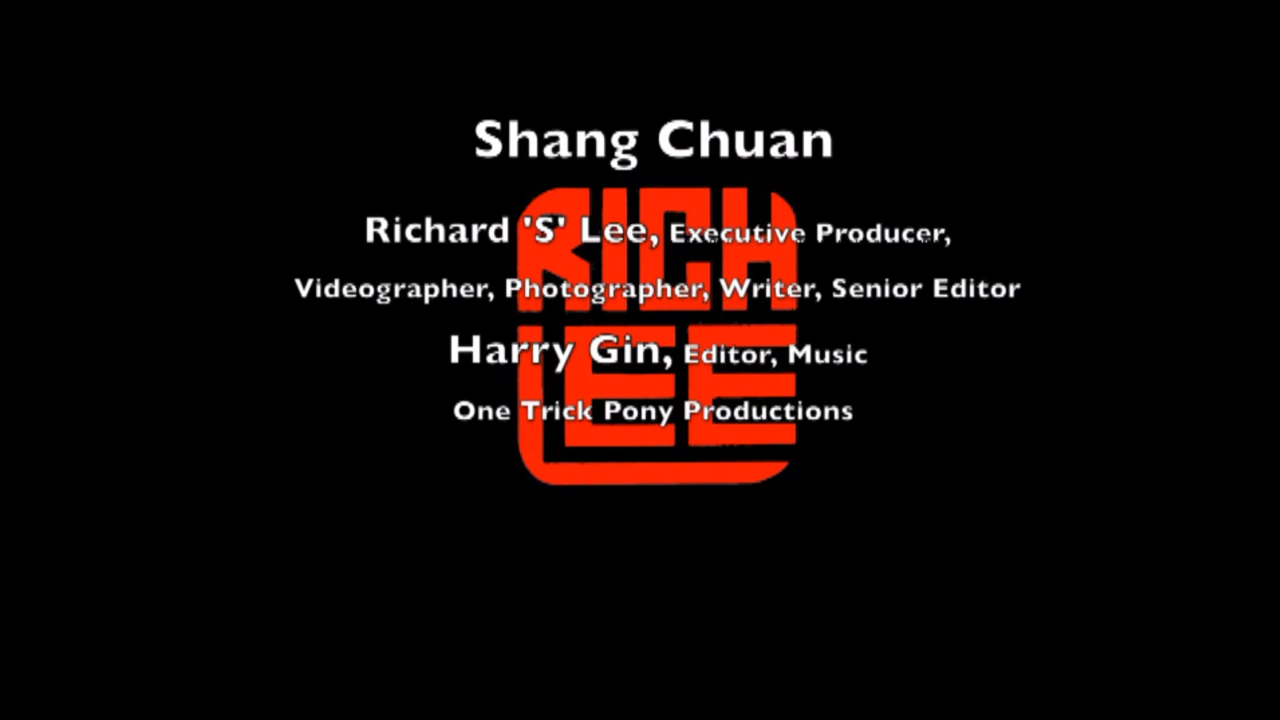 Shang Chuan
RICH
Richard 'S' Lee, Executive Producer,
Videographer, Photographer, Writer, Senior Editor
LEE
Harry Gin, Editor, Music
One Trick Pony Productions